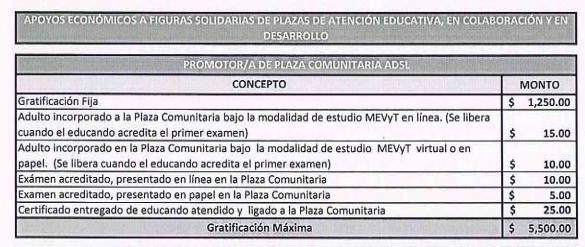 APOYOS ECONÓMICOS A FIGURAS SOLIDARIAS DE PLAZAS DE ATENCIÓN EDUCATIVA, EN COLABORACIÓN Y EN
DESARROLLO
PROMOTOR/A DE PLAZA COMUNITARIA ADSL
CONCEPTO MONTO
Gratificación Fija $ 1,250.00
Adulto incorporado a la Plaza Comunitaria bajo la modalidad de estudio MEVyT en línea. (Se libera
cuando el educando acredita el primer examen) $ 15.00
Adulto incorporado en la Plaza Comunitaria bajo la modalidad de estudio MEVyT virtual o en
papel. (Se libera cuando el educando acredita el primer examen) $ 10.00
Exámen acreditado, presentado en línea en la Plaza Comunitaria $ 10.00
Examen acreditado, presentado en papel en la Plaza Comunitaria $ 5.00
Certificado entregado de educando atendido y ligado a la Plaza Comunitaria $ 25.00
Gratificación Máxima $ 5,500.00